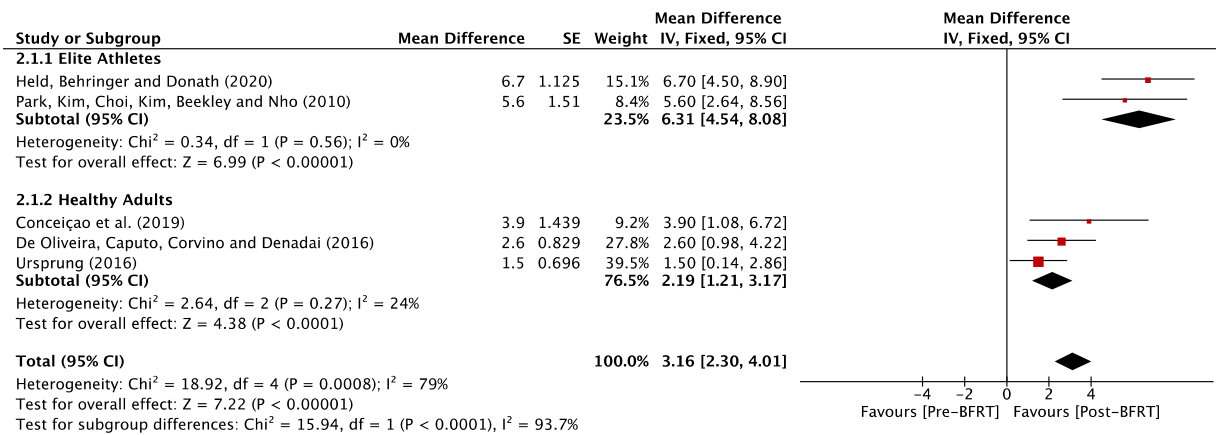 Mean Difference Mean Difference
Study or Subgroup Mean Difference SE Weight IV, Fixed, 95% CI IV, Fixed, 95% CI
2.1.1 Elite Athletes
Held, Behringer and Donath (2020) 6.7 1.125 15.1% 6.70 [4.50, 8.90]
Park, Kim, Choi, Kim, Beekley and Nho (2010) 5.6 1.51 8.4% 5.60 [2.64, 8.56]
Subtotal (95% CI) 23.5% 6.31 [4.54, 8.08]
Heterogeneity: Chi² = 0.34, df = 1 (P = 0.56); I² = 0%
Test for overall effect: Z = 6.99 (P < 0.00001)
2.1.2 Healthy Adults
Conceiçao et al. (2019) 3.9 1.439 9.2% 3.90 [1.08, 6.72]
De Oliveira, Caputo, Corvino and Denadai (2016) 2.6 0.829 27.8% 2.60 [0.98, 4.22]
Ursprung (2016) 1.5 0.696 39.5% 1.50 [0.14, 2.86]
Subtotal (95% CI) 76.5% 2.19 [1.21, 3.17]
Heterogeneity: Chi² = 2.64, df = 2 (P = 0.27); I² = 24%
Test for overall effect: Z = 4.38 (P < 0.0001)
Total (95% CI) 100.0% 3.16 [2.30, 4.01]
Heterogeneity: Chi² = 18.92, df = 4 (P = 0.0008); I² = 79%
Test for overall effect: Z = 7.22 (P < 0.00001)
Test for subgroup differences: Chi² = 15.94, df = 1 (P < 0.0001), I² = 93.7%
-4 -2 0 2 4
Favours [Pre-BFRT] Favours [Post-BFRT]